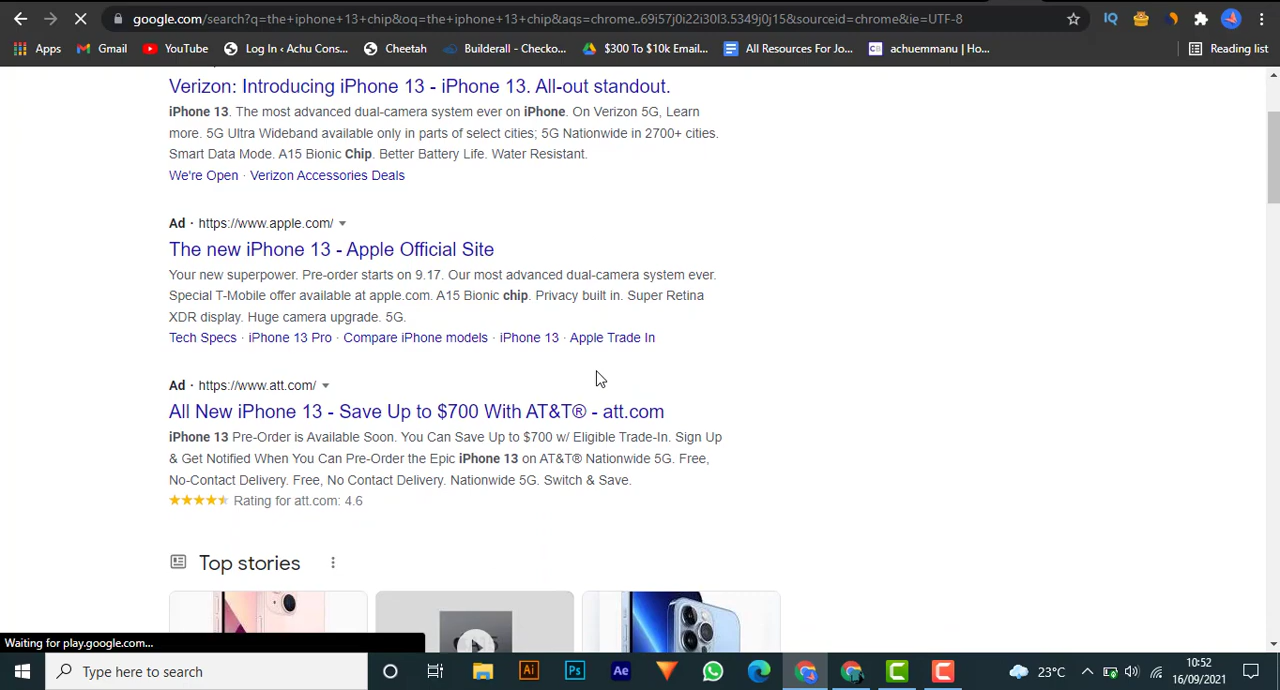 google.com/search?q=the+iphone+13+chip&oq=the+iphone+13+chip&aqs=chrome..69i57j0i22i30l3.5349j0j15&sourceid=chrome&ie=UTF-8
IQ
Apps Gmail YouTube Log In ‹ Achu Cons... Cheetah Builderall - Checko... $300 To $10k Email... All Resources For Jo... CB achuemmanu | Ho... Reading list
Verizon: Introducing iPhone 13 - iPhone 13. All-out standout.
iPhone 13. The most advanced dual-camera system ever on iPhone. On Verizon 5G, Learn
more. 5G Ultra Wideband available only in parts of select cities; 5G Nationwide in 2700+ cities.
Smart Data Mode. A15 Bionic Chip. Better Battery Life. Water Resistant.
We're Open · Verizon Accessories Deals
Ad · https://www.apple.com/
The new iPhone 13 - Apple Official Site
Your new superpower. Pre-order starts on 9.17. Our most advanced dual-camera system ever.
Special T-Mobile offer available at apple.com. A15 Bionic chip. Privacy built in. Super Retina
XDR display. Huge camera upgrade. 5G.
Tech Specs · iPhone 13 Pro · Compare iPhone models · iPhone 13 · Apple Trade In
Ad · https://www.att.com/
All New iPhone 13 - Save Up to $700 With AT&T® - att.com
iPhone 13 Pre-Order is Available Soon. You Can Save Up to $700 w/ Eligible Trade-In. Sign Up
& Get Notified When You Can Pre-Order the Epic iPhone 13 on AT&T® Nationwide 5G. Free,
No-Contact Delivery. Free, No Contact Delivery. Nationwide 5G. Switch & Save.
Rating for att.com: 4.6
Top stories
Waiting for play.google.com...
Type here to search
Ai Ps Ae
23°C
10:52
16/09/2021